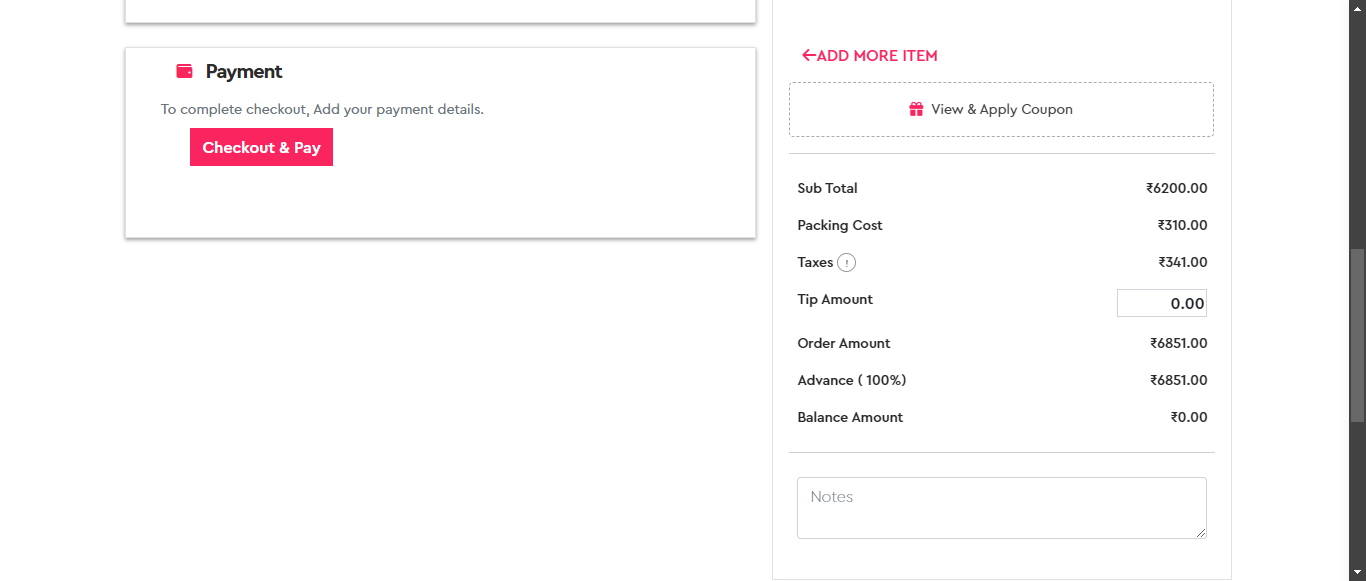 Payment
To complete checkout, Add your payment details.
Checkout & Pay
ADD MORE ITEM
View & Apply Coupon
Sub Total ₹6200.00
Packing Cost ₹310.00
Taxes ! ₹341.00
Tip Amount 0.00
Order Amount ₹6851.00
Advance ( 100%) ₹6851.00
Balance Amount ₹0.00
Notes